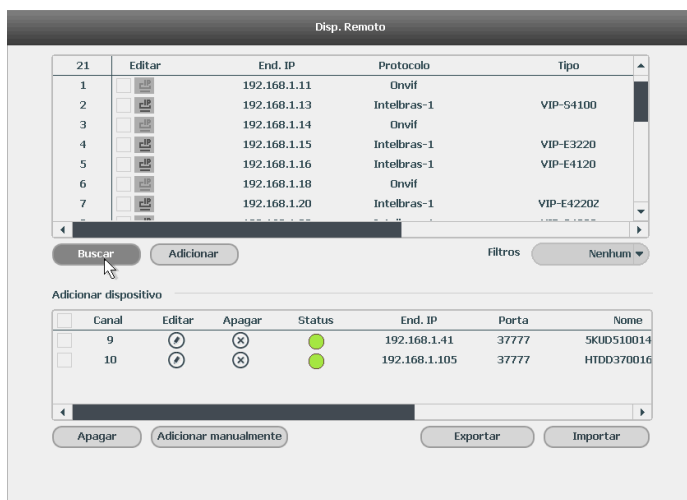 Disp. Remoto
21 Editar End. IP Protocolo Tipo
1 192.168.1.11 Onvif
2 192.168.1.13 Intelbras-1 VIP-S4100
3 192.168.1.14 Onvif
4 192.168.1.15 Intelbras-1 VIP-E3220
5 192.168.1.16 Intelbras-1 VIP-E4120
6 192.168.1.18 Onvif
7 192.168.1.20 Intelbras-1 VIP-E4220Z
Buscar Adicionar Filtros Nenhum
Adicionar dispositivo
Canal Editar Apagar Status End. IP Porta Nome
9 192.168.1.41 37777 5KUD510014
10 192.168.1.105 37777 HTDD370016
Apagar Adicionar manualmente Exportar Importar